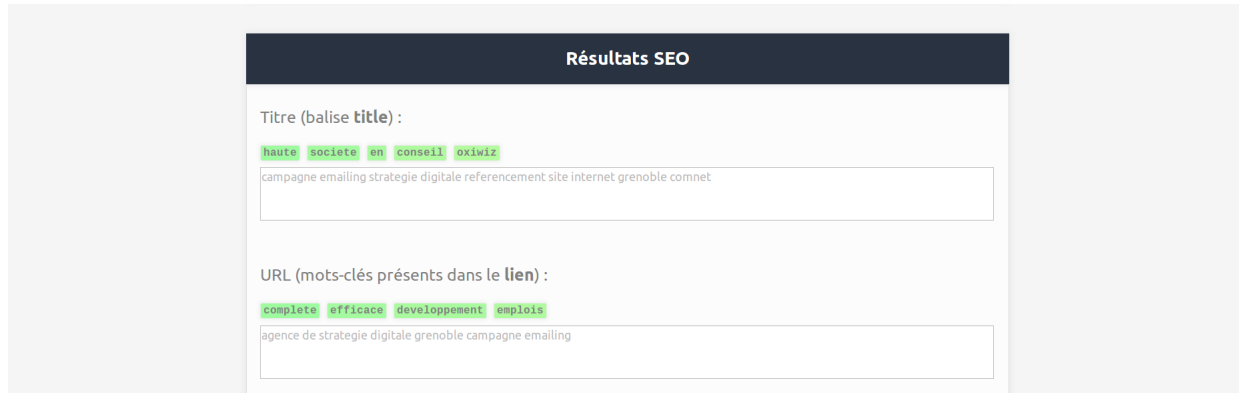 Résultats SEO
Titre (balise title) :
haute societe en conseil oxiwiz
campagne emailing strategie digitale referencement site internet grenoble comnet
URL (mots-clés présents dans le lien) :
complete efficace developpement emplois
agence de strategie digitale grenoble campagne emailing